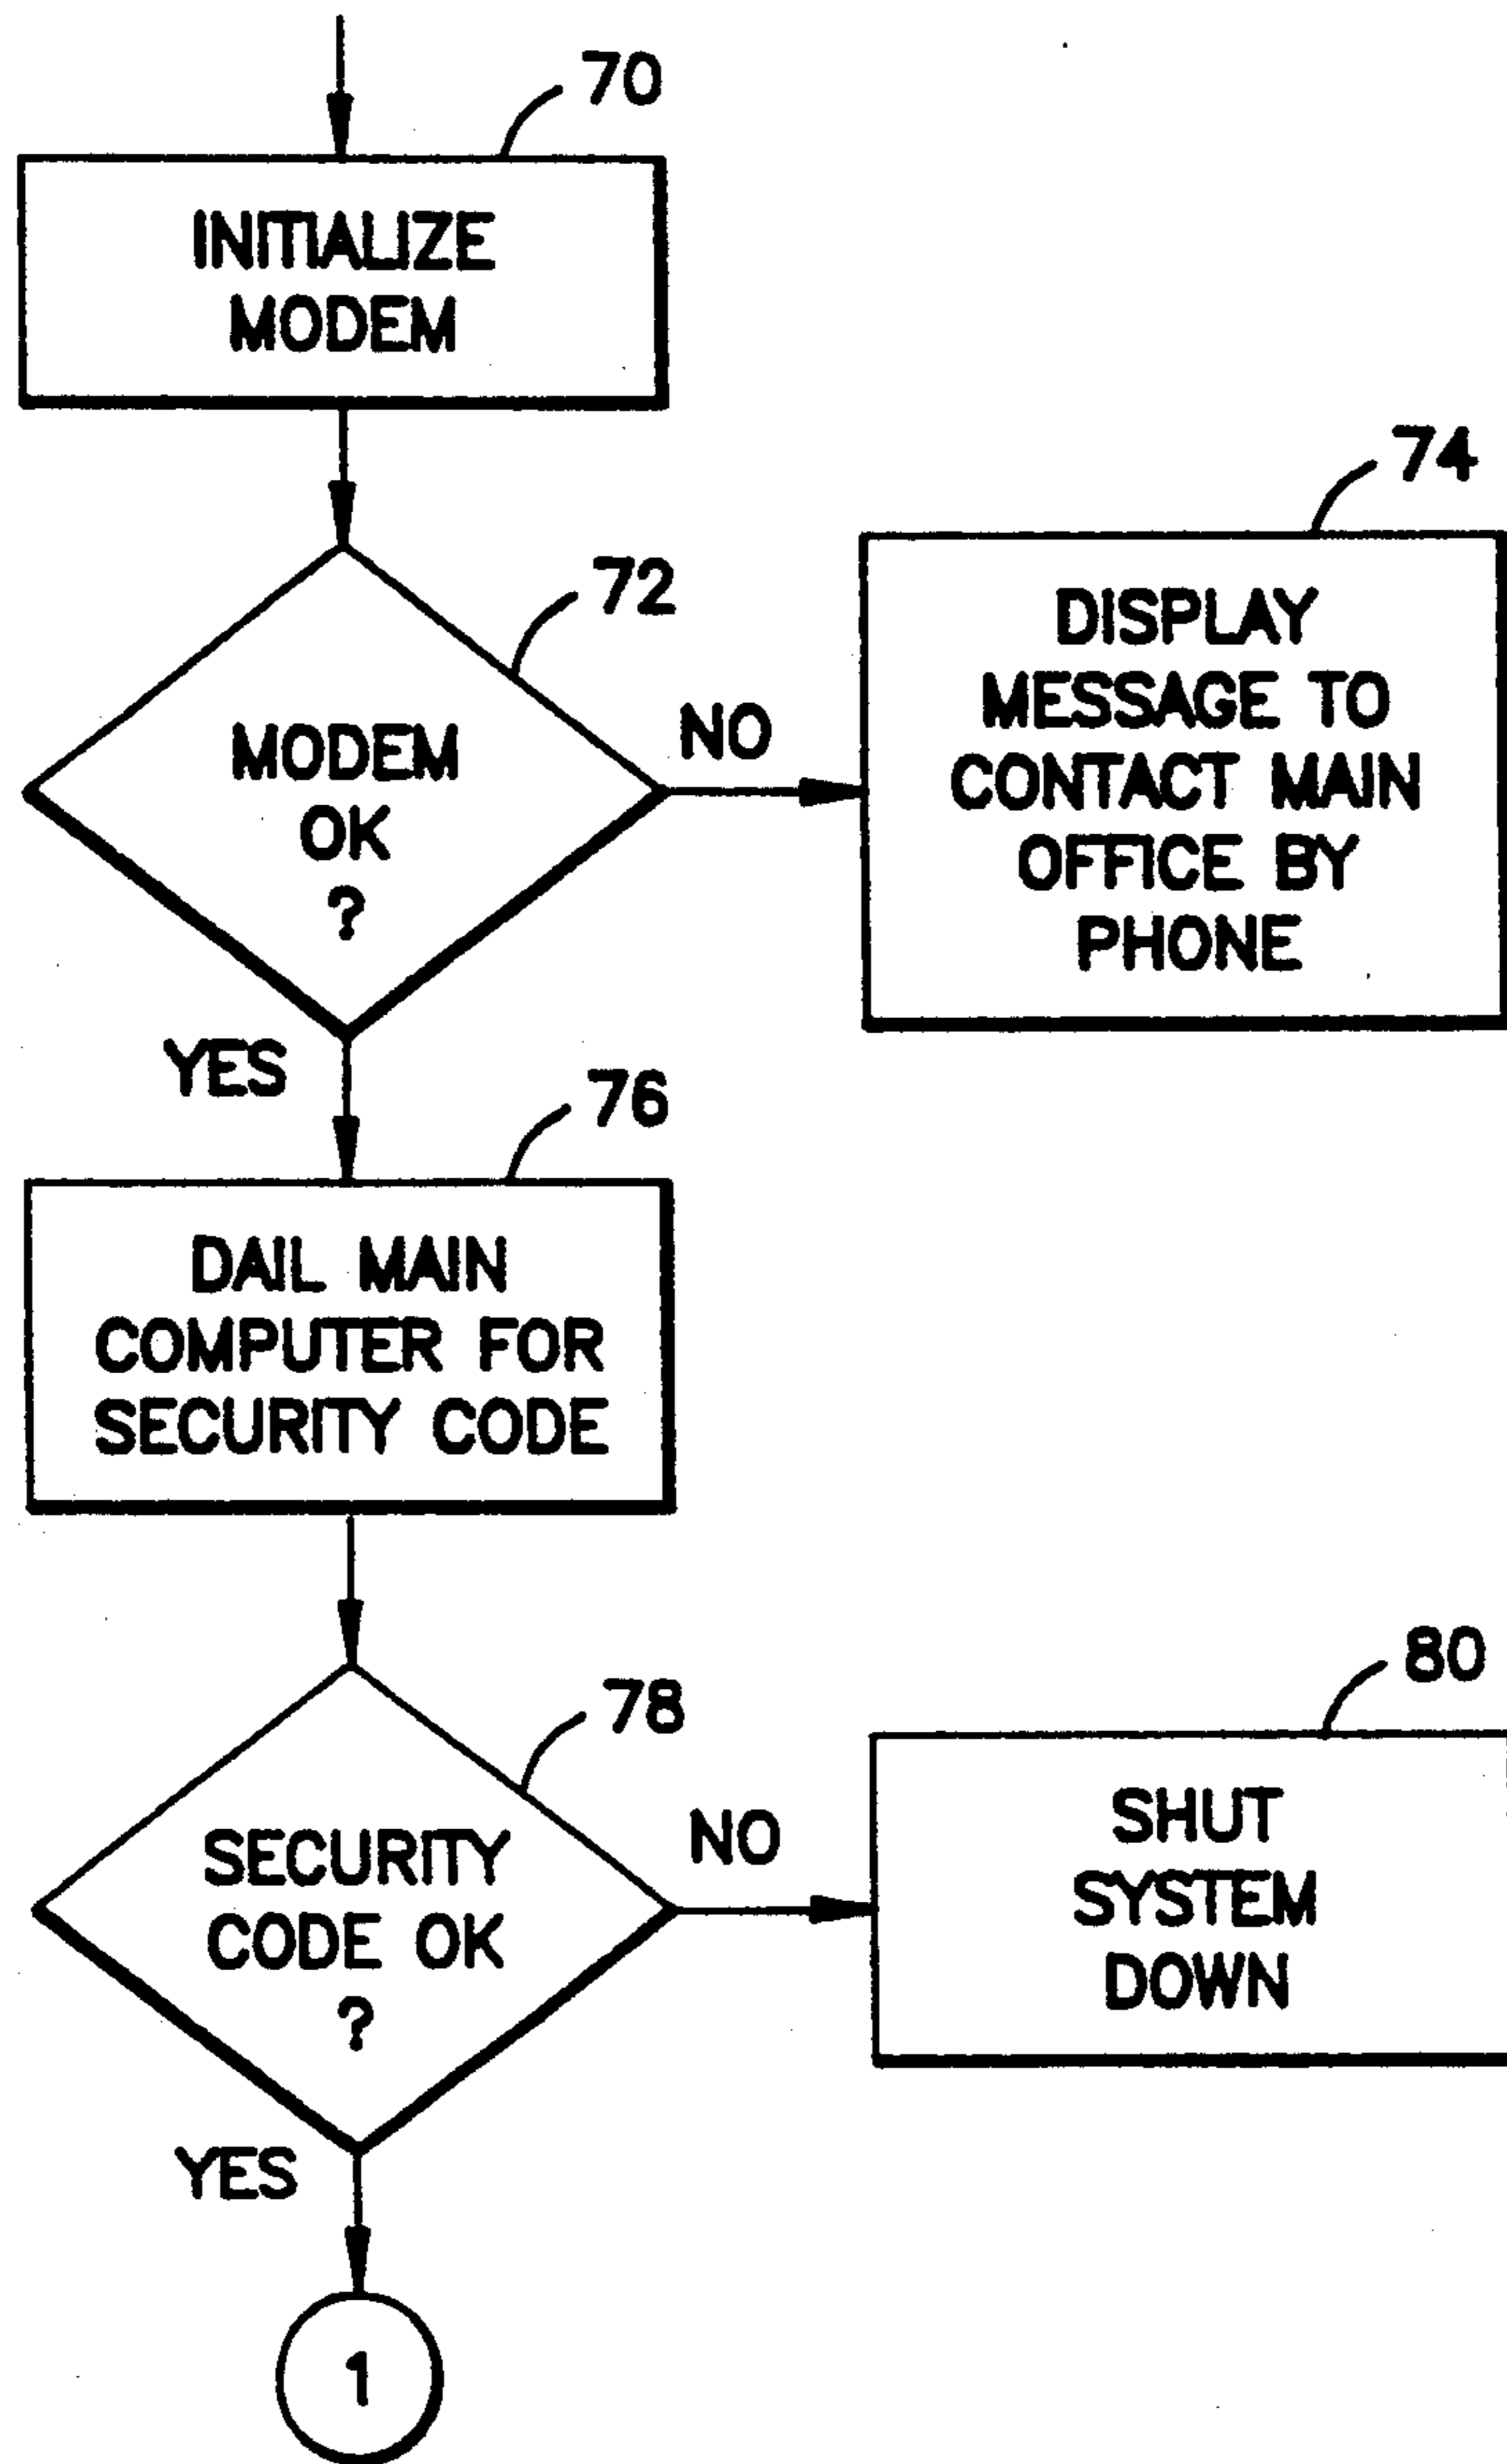 70
INITIALIZE
MODEM
72
MODEM
OK
?
NO
74
DISPLAY
MESSAGE TO
CONTACT MAIN
OFFICE BY
PHONE
YES
76
DAIL MAIN
COMPUTER FOR
SECURITY CODE
78
SECURITY
CODE OK
?
NO
80
SHUT
SYSTEM
DOWN
YES
1